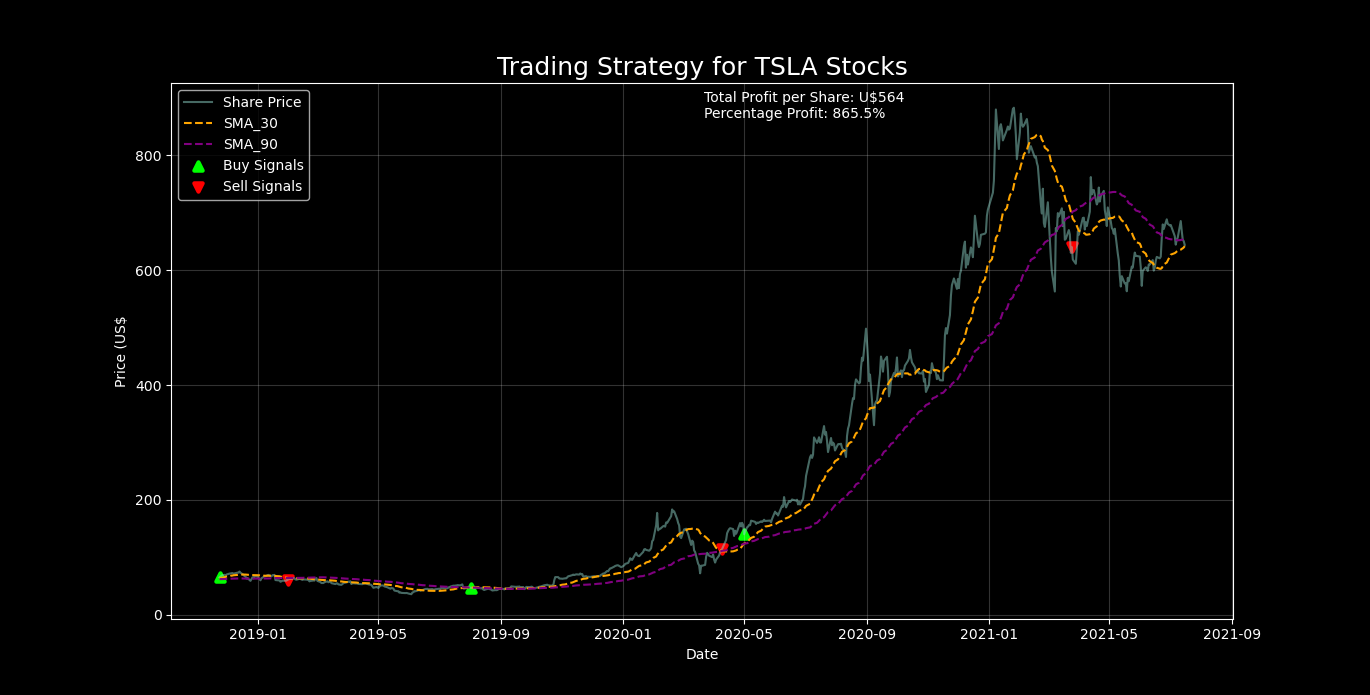 Trading Strategy for TSLA Stocks
Total Profit per Share: U$564
Percentage Profit: 865.5%
Share Price
SMA_30
SMA_90
Buy Signals
Sell Signals
Price (US$
800
600
400
200
0
2019-01 2019-05 2019-09 2020-01 2020-05 2020-09 2021-01 2021-05 2021-09
Date